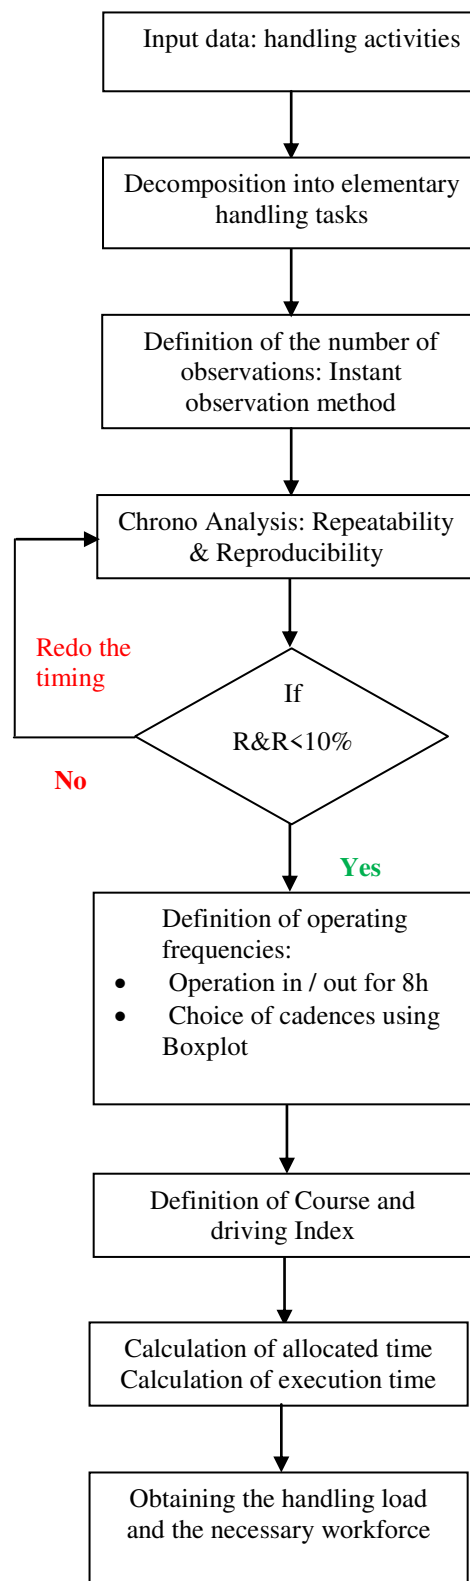 Input data: handling activities
Decomposition into elementary
handling tasks
Definition of the number of
observations: Instant
observation method
Chrono Analysis: Repeatability
& Reproducibility
Redo the
timing
If
R&R<10%
No
Yes
Definition of operating
frequencies:
• Operation in / out for 8h
• Choice of cadences using
Boxplot
Definition of Course and
driving Index
Calculation of allocated time
Calculation of execution time
Obtaining the handling load
and the necessary workforce